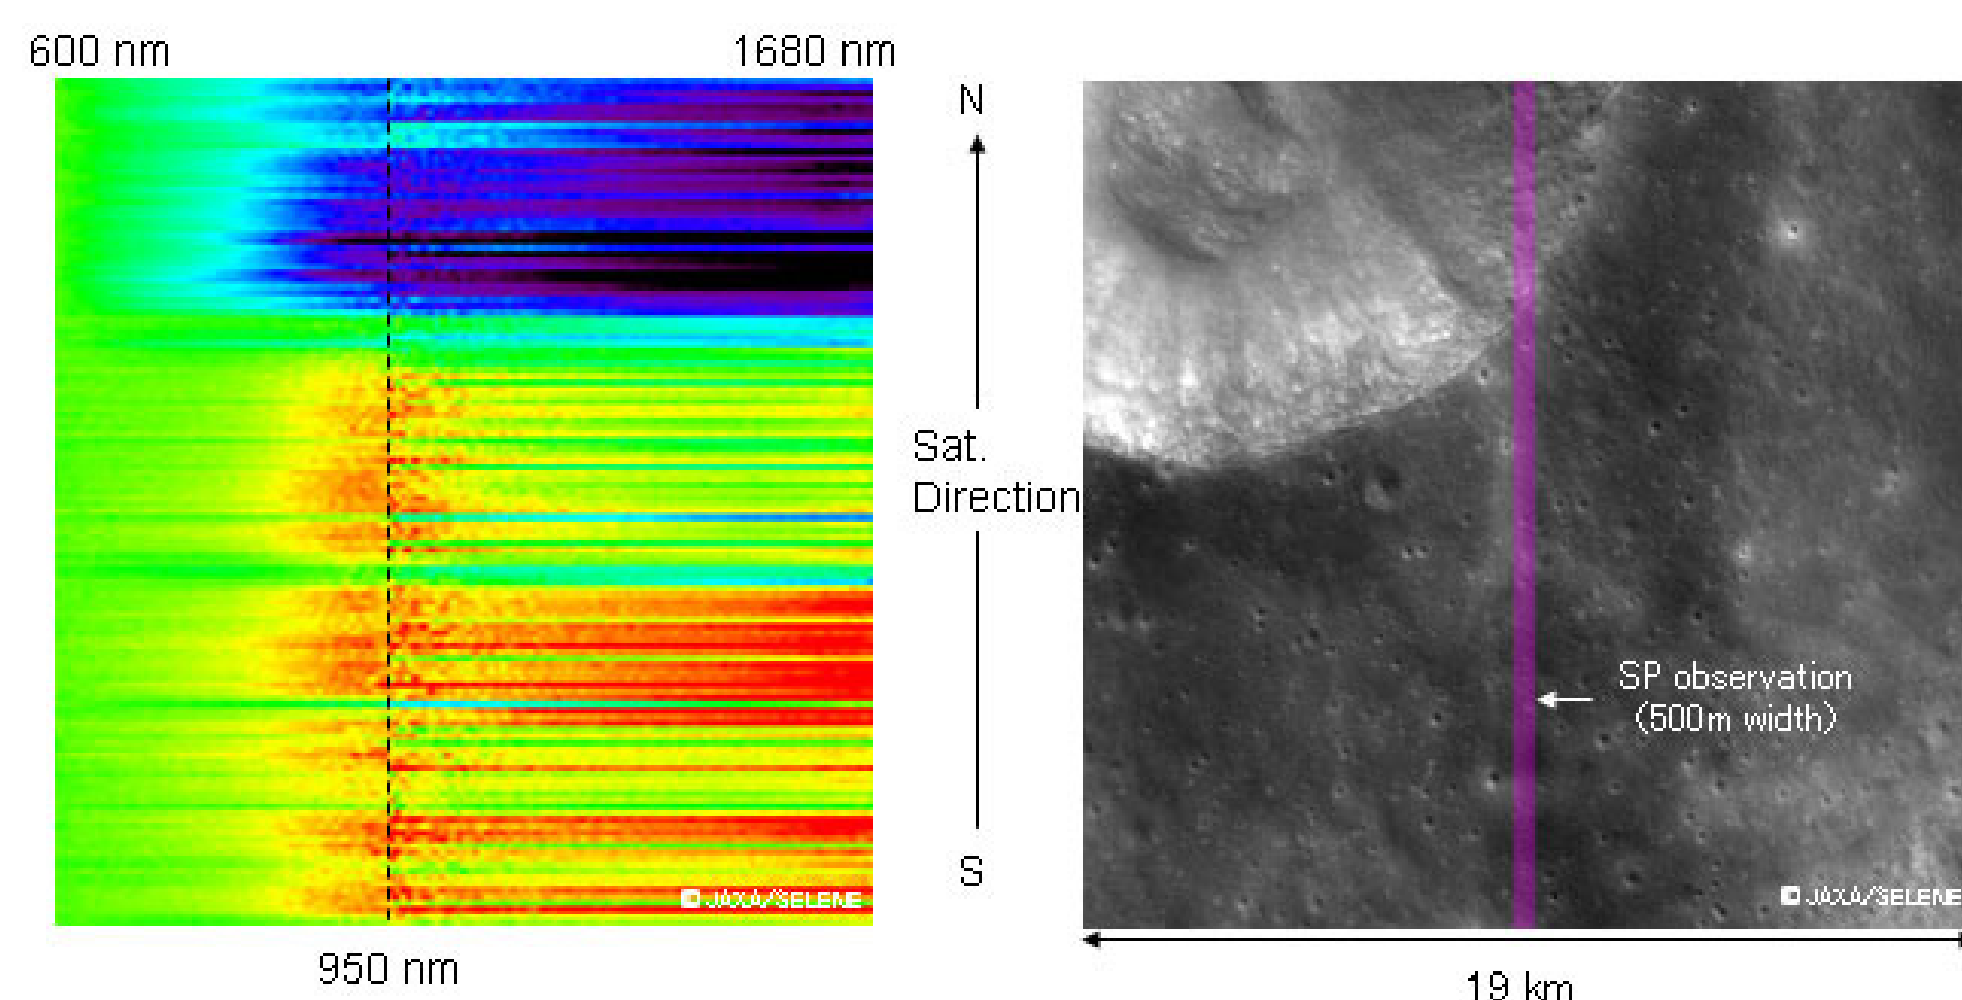 600 nm
1680 nm
950 nm
© JAXA/SELENE
N
Sat.
Direction
S
SP observation
(500m width)
© JAXA/SELENE
19 km